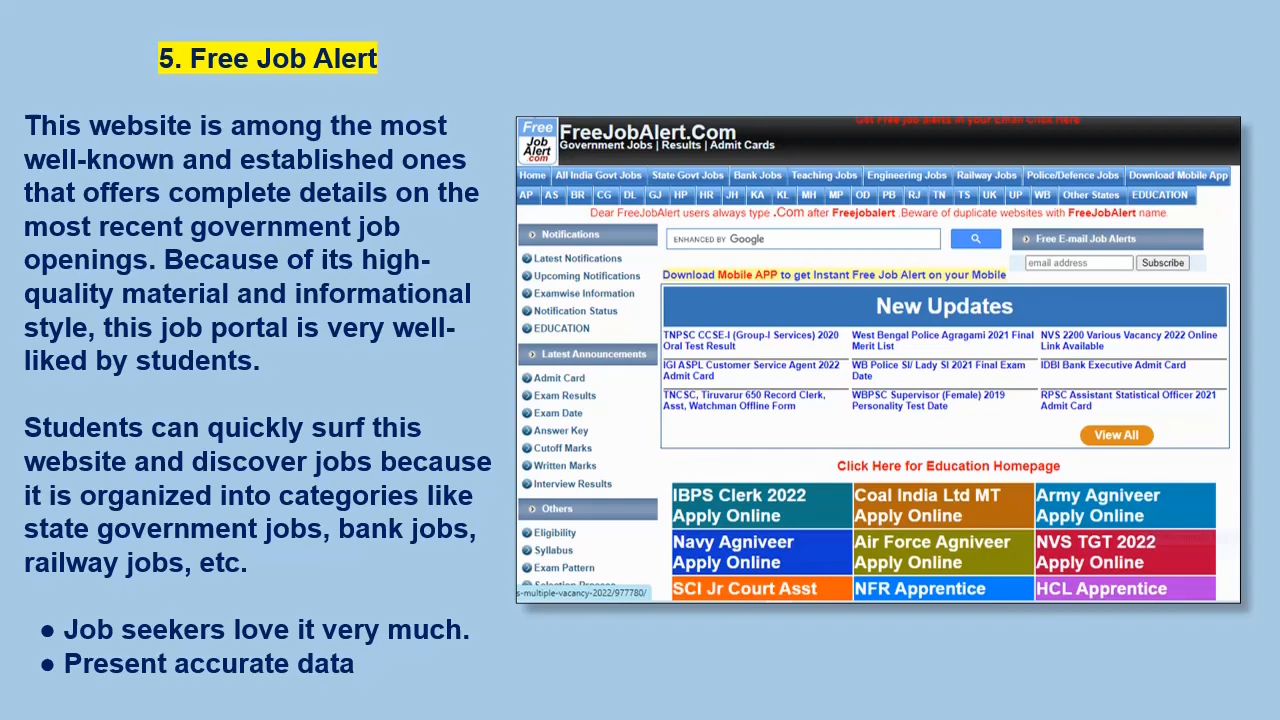 5. Free Job Alert
This website is among the most
well-known and established ones
that offers complete details on the
most recent government job
openings. Because of its high-
quality material and informational
style, this job portal is very well-
liked by students.
Students can quickly surf this
website and discover jobs because
it is organized into categories like
state government jobs, bank jobs,
railway jobs, etc.
● Job seekers love it very much.
● Present accurate data
Free
Job
Alert
.com
FreeJobAlert.Com
Government Jobs | Results | Admit Cards
Get Free job alerts in your Email Click Here
Home All India Govt Jobs State Govt Jobs Bank Jobs Teaching Jobs Engineering Jobs Railway Jobs Police/Defence Jobs Download Mobile App
AP AS BR CG DL GJ HP HR JH KA KL MH MP OD PB RJ TN TS UK UP WB Other States EDUCATION
Dear FreeJobAlert users always type .Com after Freejobalert .Beware of duplicate websites with FreeJobAlert name.
Notifications
Latest Notifications
Upcoming Notifications
Examwise Information
Notification Status
EDUCATION
Latest Announcements
Admit Card
Exam Results
Exam Date
Answer Key
Cutoff Marks
Written Marks
Interview Results
Others
Eligibility
Syllabus
Exam Pattern
Selection Process
s-multiple-vacancy-2022/977780/
ENHANCED BY Google
Free E-mail Job Alerts
email address Subscribe
Download Mobile APP to get Instant Free Job Alert on your Mobile
New Updates
TNPSC CCSE-I (Group-I Services) 2020
Oral Test Result
West Bengal Police Agragami 2021 Final
Merit List
NVS 2200 Various Vacancy 2022 Online
Link Available
IGI ASPL Customer Service Agent 2022
Admit Card
WB Police SI/ Lady SI 2021 Final Exam
Date
IDBI Bank Executive Admit Card
TNCSC, Tiruvarur 650 Record Clerk,
Asst, Watchman Offline Form
WBPSC Supervisor (Female) 2019
Personality Test Date
RPSC Assistant Statistical Officer 2021
Admit Card
View All
Click Here for Education Homepage
IBPS Clerk 2022
Apply Online
Coal India Ltd MT
Apply Online
Army Agniveer
Apply Online
Navy Agniveer
Apply Online
Air Force Agniveer
Apply Online
NVS TGT 2022
Apply Online
SCI Jr Court Asst
NFR Apprentice
HCL Apprentice